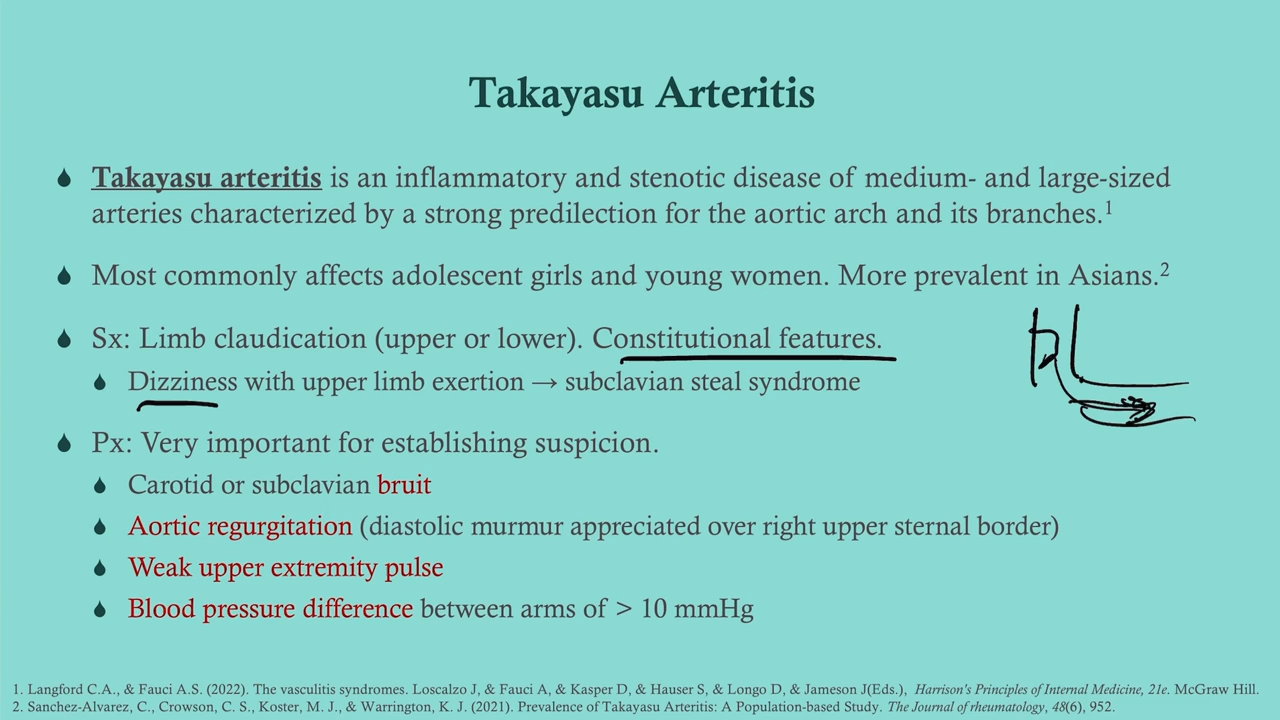 Takayasu Arteritis
Takayasu arteritis is an inflammatory and stenotic disease of medium- and large-sized
arteries characterized by a strong predilection for the aortic arch and its branches.1
Most commonly affects adolescent girls and young women. More prevalent in Asians.2
Sx: Limb claudication (upper or lower). Constitutional features.
Dizziness with upper limb exertion → subclavian steal syndrome
Px: Very important for establishing suspicion.
Carotid or subclavian bruit
Aortic regurgitation (diastolic murmur appreciated over right upper sternal border)
Weak upper extremity pulse
Blood pressure difference between arms of > 10 mmHg
1. Langford C.A., & Fauci A.S. (2022). The vasculitis syndromes. Loscalzo J, & Fauci A, & Kasper D, & Hauser S, & Longo D, & Jameson J(Eds.), Harrison's Principles of Internal Medicine, 21e. McGraw Hill.
2. Sanchez-Alvarez, C., Crowson, C. S., Koster, M. J., & Warrington, K. J. (2021). Prevalence of Takayasu Arteritis: A Population-based Study. The Journal of rheumatology, 48(6), 952.